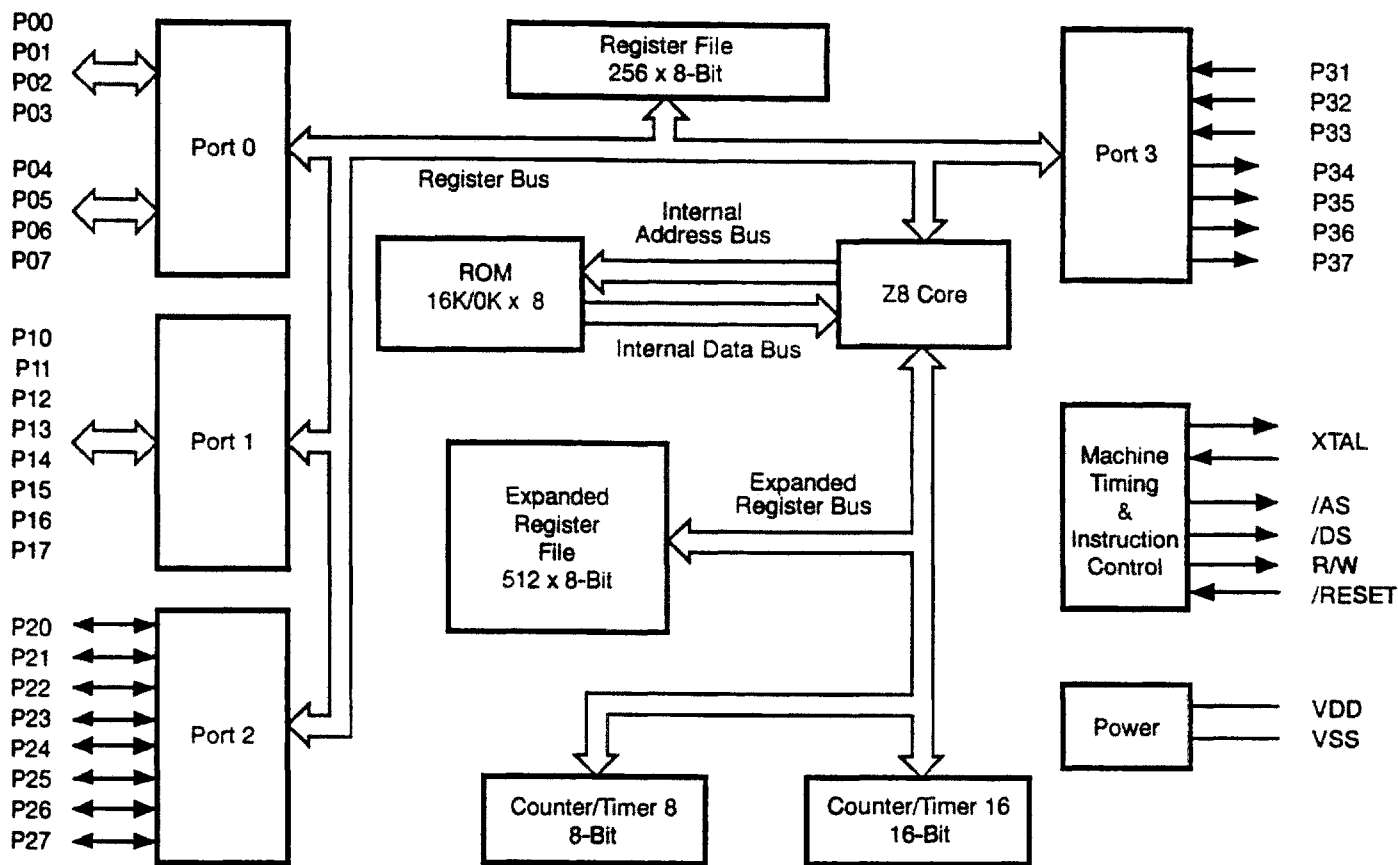 P00
P01
P02
P03
P04
P05
P06
P07
Port 0
P10
P11
P12
P13
P14
P15
P16
P17
Port 1
P20
P21
P22
P23
P24
P25
P26
P27
Port 2
Register File
256 x 8-Bit
Register Bus
Internal
Address Bus
ROM
16K/0K x 8
Internal Data Bus
Z8 Core
Expanded
Register
File
512 x 8-Bit
Expanded
Register Bus
Counter/Timer 8
8-Bit
Counter/Timer 16
16-Bit
Port 3
P31
P32
P33
P34
P35
P36
P37
Machine
Timing
&
Instruction
Control
XTAL
/AS
/DS
R/W
/RESET
Power
VDD
VSS